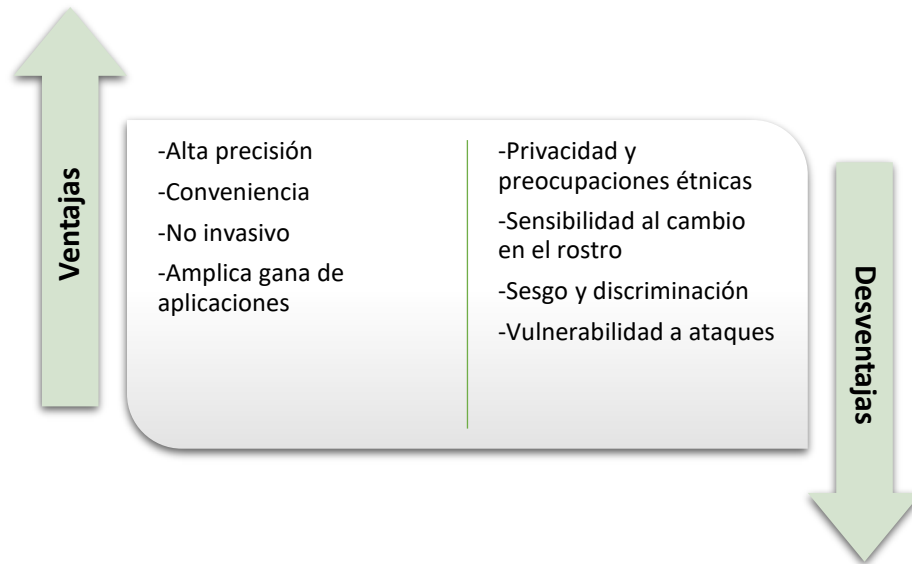 Ventajas
-Alta precisión
-Conveniencia
-No invasivo
-Amplica gana de
aplicaciones
-Privacidad y
preocupaciones étnicas
-Sensibilidad al cambio
en el rostro
-Sesgo y discriminación
-Vulnerabilidad a ataques
Desventajas